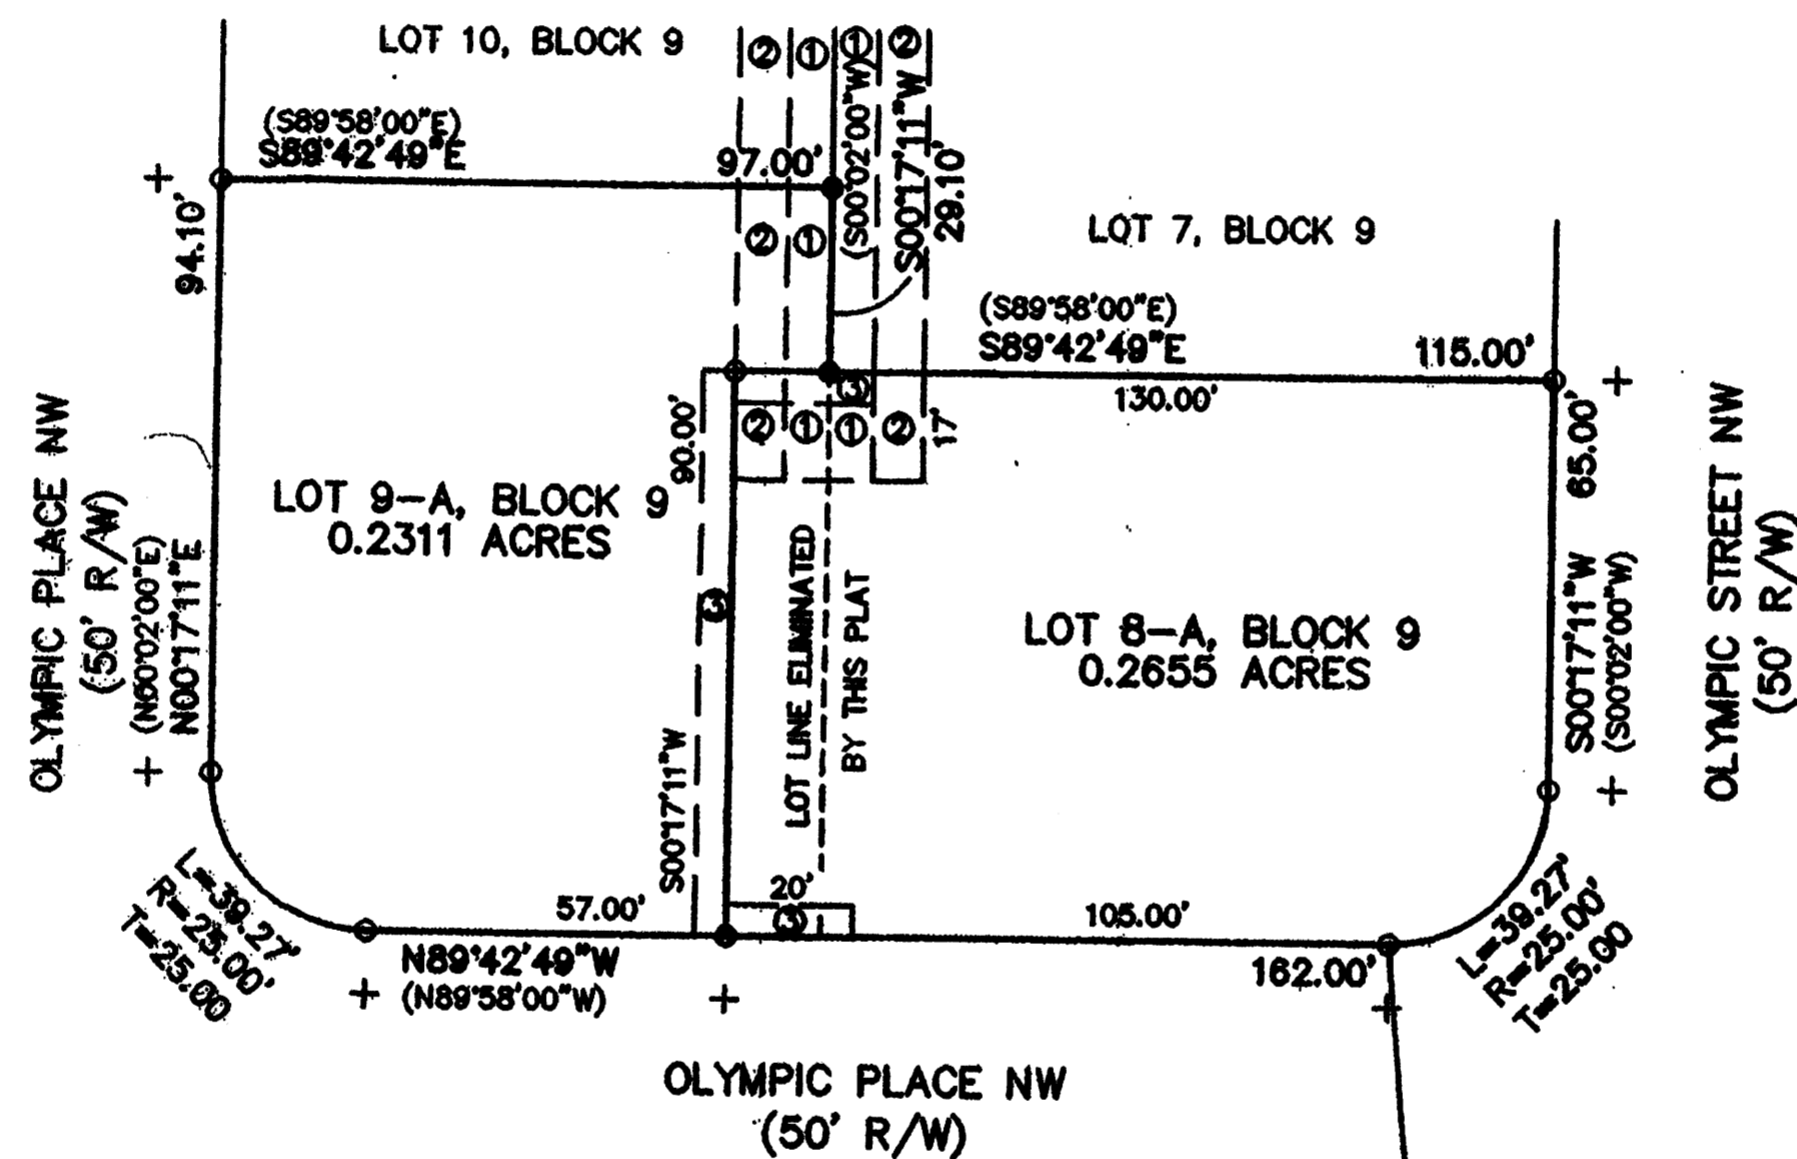 LOT 10, BLOCK 9
② ① ① ②
(S89°58'00"E)
S89°42'49"E
97.00'
(S00°02'00"W)
S00°17'11"W
29.10'
94.10'
② ①
LOT 7, BLOCK 9
(S89°58'00"E)
S89°42'49"E
115.00'
130.00'
③
② ① ① ②
17'
90.00'
65.00'
OLYMPIC PLACE NW
(50' R/W)
(N60°02'00"E)
N00°17'11"E
LOT 9-A, BLOCK 9
0.2311 ACRES
③
S00°17'11"W
LOT LINE ELIMINATED
BY THIS PLAT
LOT 8-A, BLOCK 9
0.2655 ACRES
S00°17'11"W
(S00°02'00"W)
OLYMPIC STREET NW
(50' R/W)
L=39.27'
R=25.00'
T=25.00
57.00'
20'
③
105.00'
N89°42'49"W
(N89°58'00"W)
162.00'
L=39.27'
R=25.00'
T=25.00
OLYMPIC PLACE NW
(50' R/W)